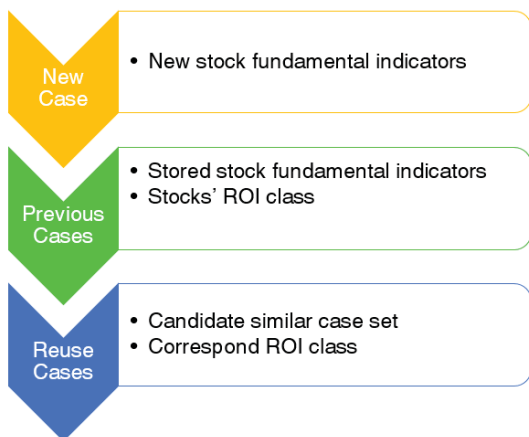 New
Case
• New stock fundamental indicators
Previous
Cases
• Stored stock fundamental indicators
• Stocks' ROI class
Reuse
Cases
• Candidate similar case set
• Correspond ROI class